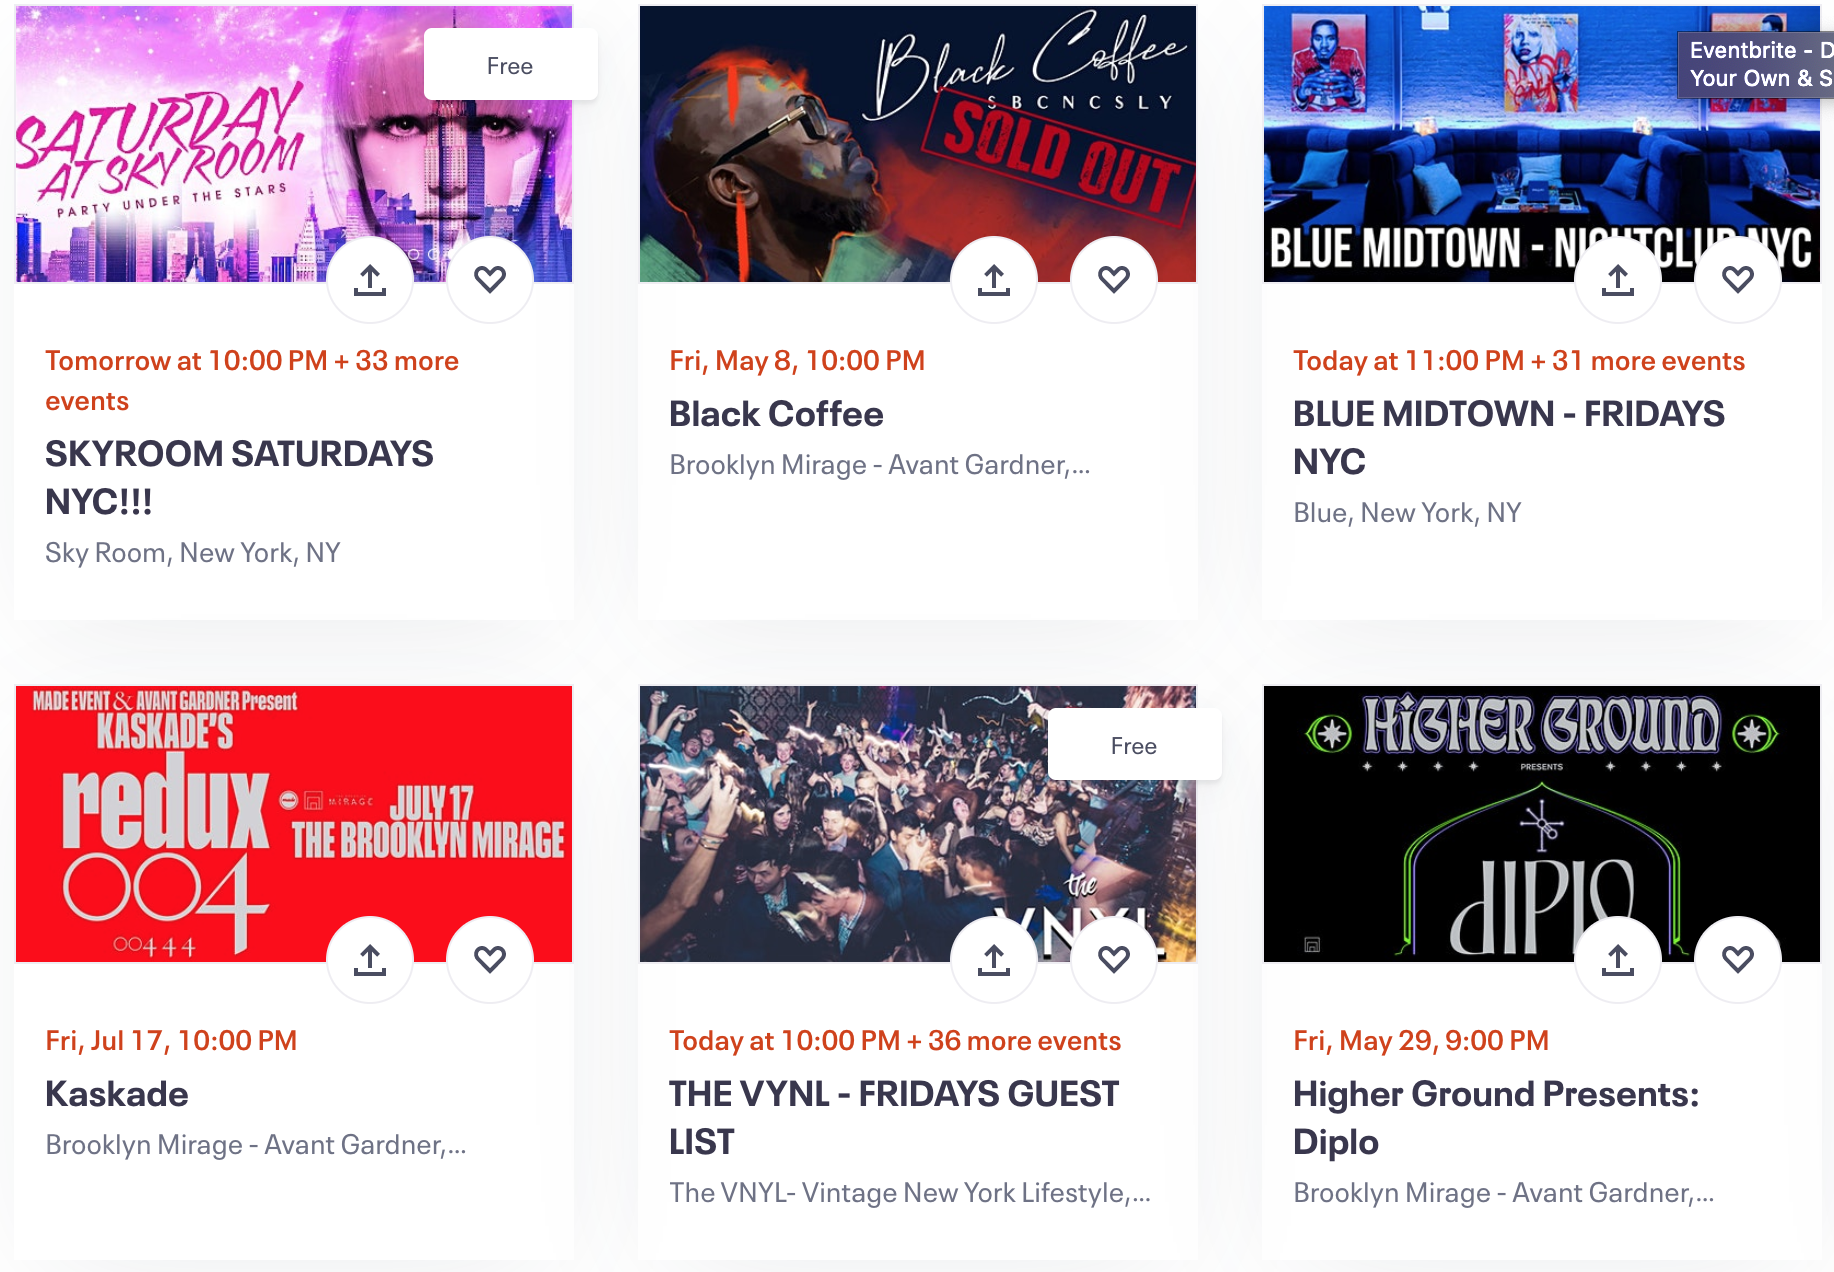 SATURDAY
AT SKY ROOM
PARTY UNDER THE STARS
Free
Tomorrow at 10:00 PM + 33 more
events
SKYROOM SATURDAYS
NYC!!!
Sky Room, New York, NY
Black Coffee
SBCNCSLY
SOLD OUT
Fri, May 8, 10:00 PM
Black Coffee
Brooklyn Mirage - Avant Gardner,...
Eventbrite - D
Your Own & S
BLUE MIDTOWN - NIGHTCLUB NYC
Today at 11:00 PM + 31 more events
BLUE MIDTOWN - FRIDAYS
NYC
Blue, New York, NY
MADE EVENT & AVANT GARDNER Present
KASKADE'S
redux
004
00444
MIRAGE
JULY 17
THE BROOKLYN MIRAGE
Fri, Jul 17, 10:00 PM
Kaskade
Brooklyn Mirage - Avant Gardner,...
Free
the
VNYL
Today at 10:00 PM + 36 more events
THE VYNL - FRIDAYS GUEST
LIST
The VNYL- Vintage New York Lifestyle,...
HIGHER GROUND
PRESENTS
DIPLO
Fri, May 29, 9:00 PM
Higher Ground Presents:
Diplo
Brooklyn Mirage - Avant Gardner,...